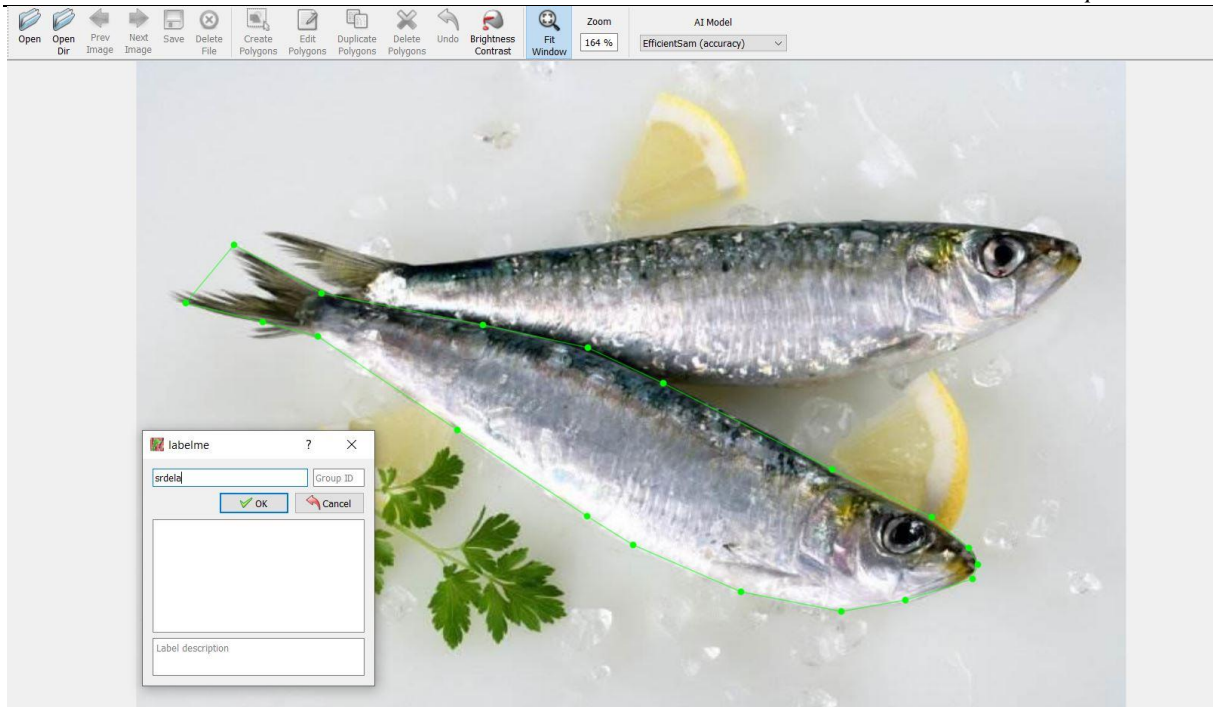 Open
Open Dir
Prev Image
Next Image
Save
Delete File
Create Polygons
Edit Polygons
Duplicate Polygons
Delete Polygons
Undo
Brightness Contrast
Fit Window
Zoom
164 %
AI Model
EfficientSam (accuracy)
labelme ? ×
srdela Group ID
OK Cancel
Label description